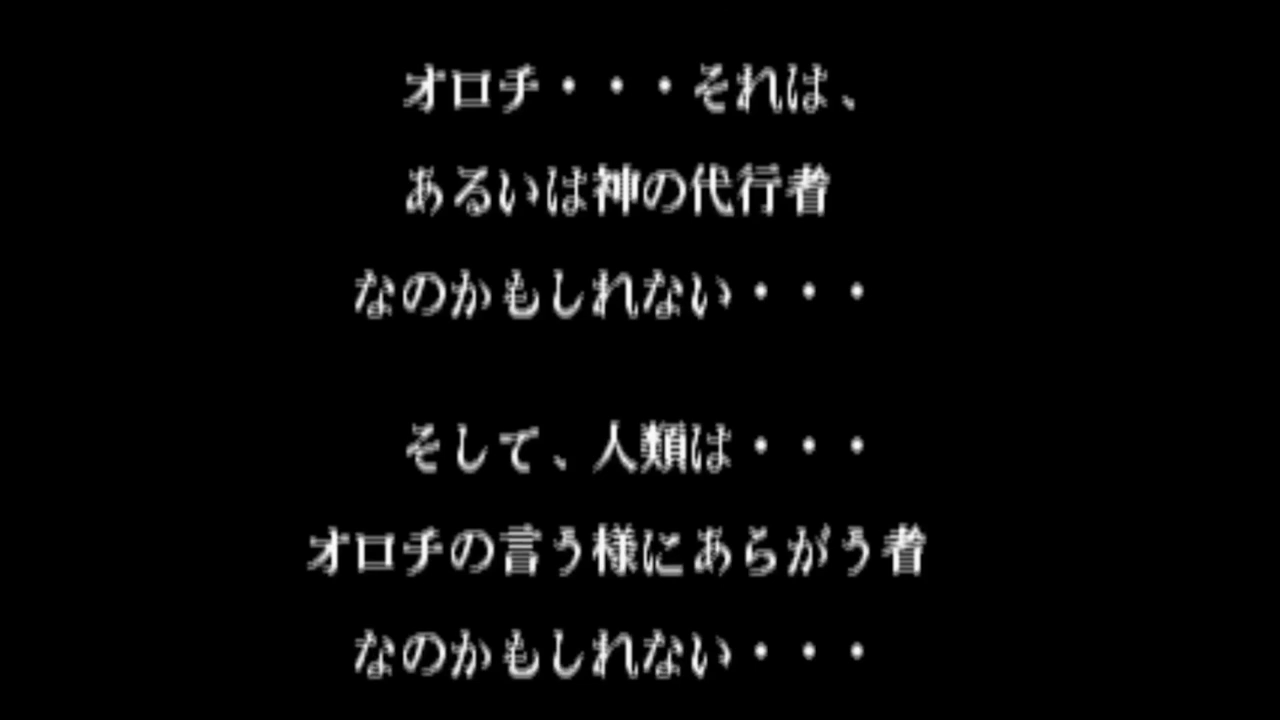 オロチ・・・それは、
あるいは神の代行者
なのかもしれない・・・
そして、人類は・・・
オロチの言う様にあらがう者
なのかもしれない・・・